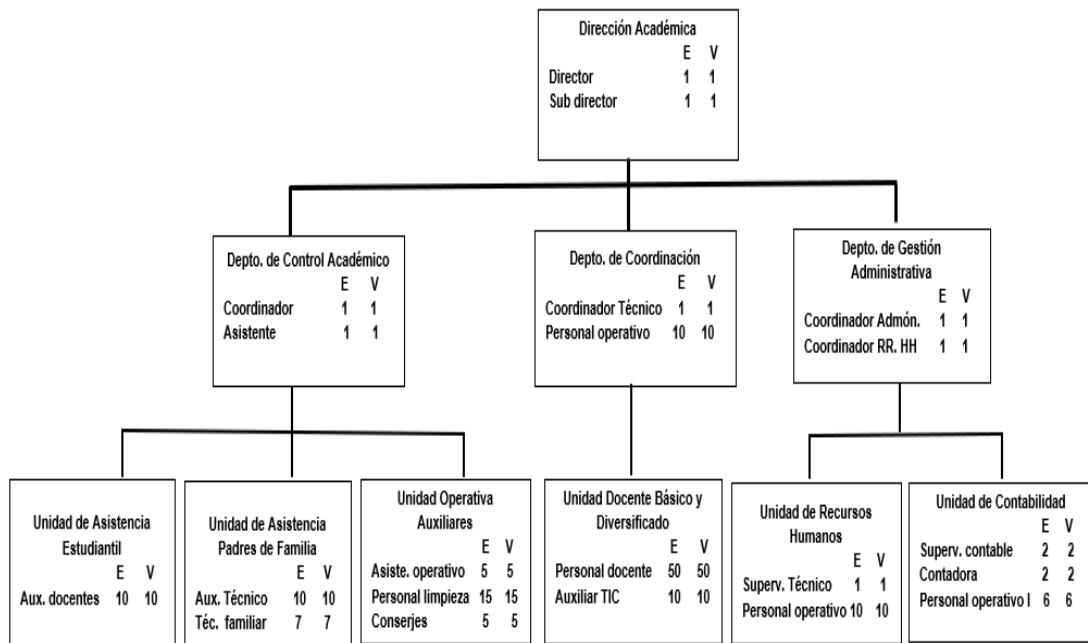 Dirección Académica
E V
Director 1 1
Sub director 1 1
Depto. de Control Académico
E V
Coordinador 1 1
Asistente 1 1
Depto. de Coordinación
E V
Coordinador Técnico 1 1
Personal operativo 10 10
Depto. de Gestión
Administrativa
E V
Coordinador Admón. 1 1
Coordinador RR. HH 1 1
Unidad de Asistencia
Estudiantil
E V
Aux. docentes 10 10
Unidad de Asistencia
Padres de Familia
E V
Aux. Técnico 10 10
Téc. familiar 7 7
Unidad Operativa
Auxiliares
E V
Asiste. operativo 5 5
Personal limpieza 15 15
Conserjes 5 5
Unidad Docente Básico y
Diversificado
E V
Personal docente 50 50
Auxiliar TIC 10 10
Unidad de Recursos
Humanos
E V
Superv. Técnico 1 1
Personal operativo 10 10
Unidad de Contabilidad
E V
Superv. contable 2 2
Contadora 2 2
Personal operativo I 6 6